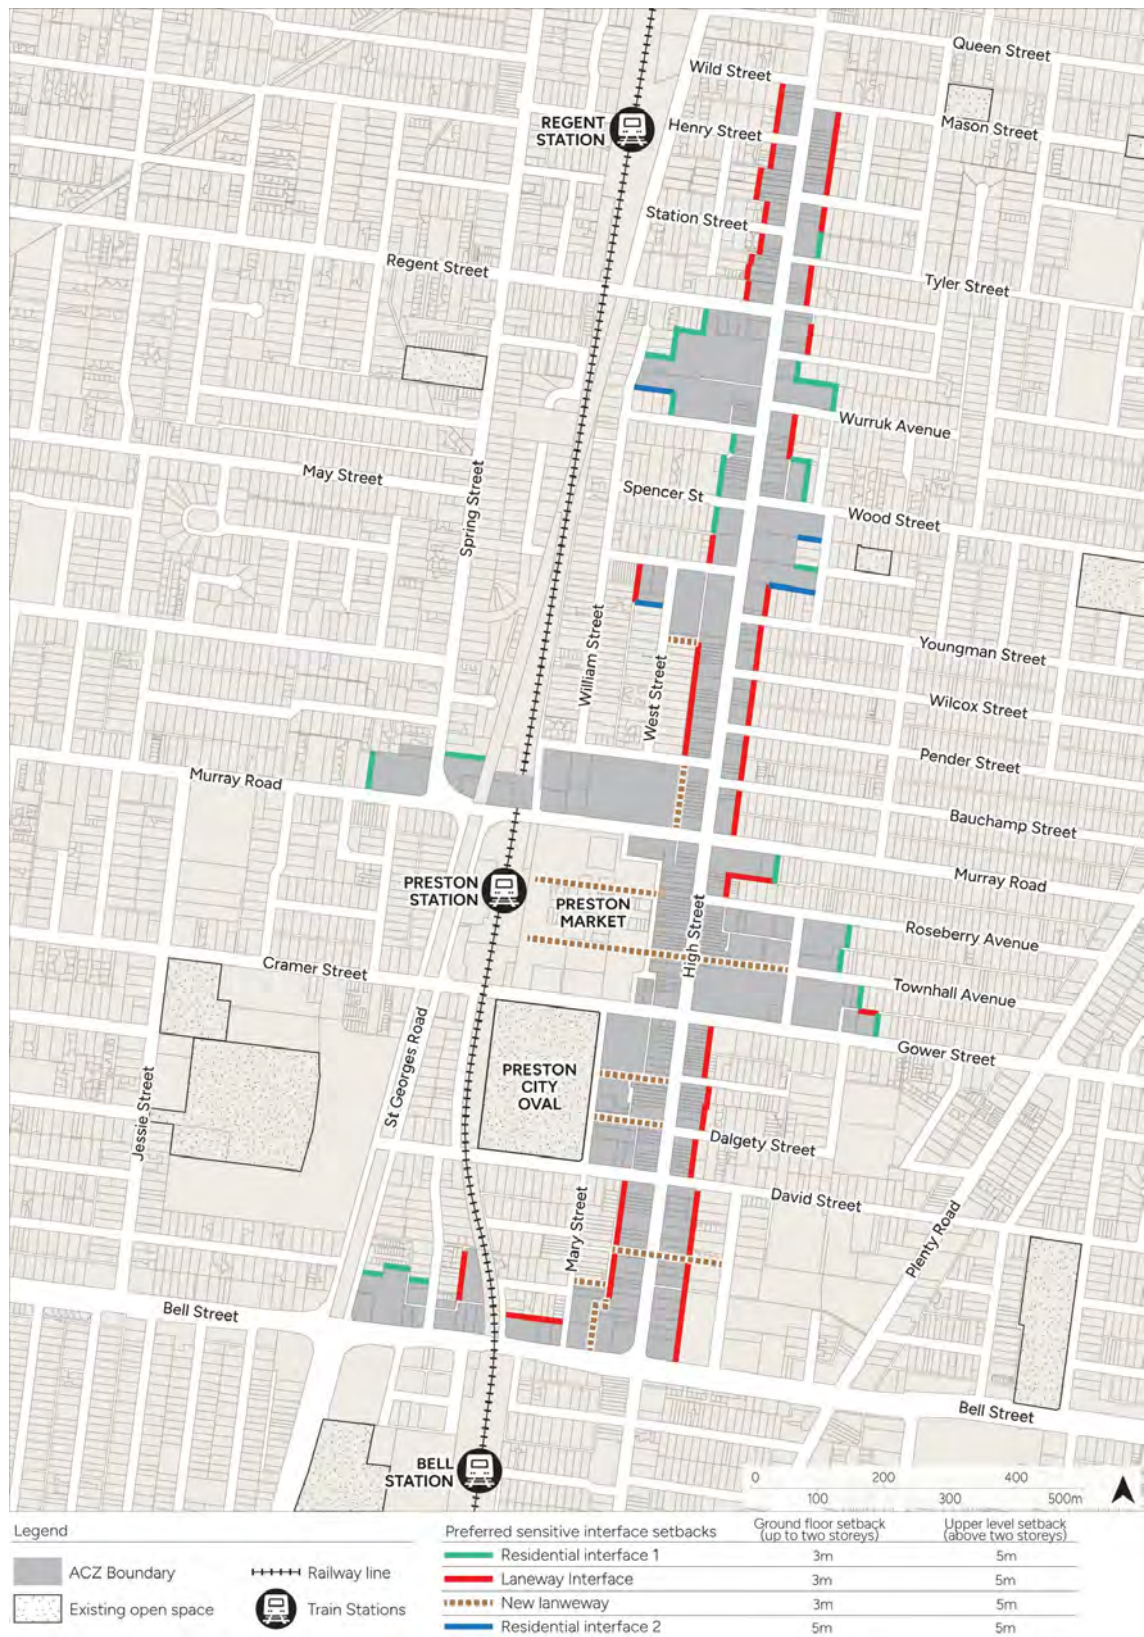 Queen Street
Wild Street
REGENT
STATION
Henry Street
Mason Street
Station Street
Regent Street
Tyler Street
Wurruk Avenue
May Street
Spring Street
Spencer St
Wood Street
William Street
West Street
Youngman Street
Wilcox Street
Pender Street
Murray Road
Bauchamp Street
PRESTON
STATION
PRESTON
MARKET
Murray Road
High Street
Roseberry Avenue
Cramer Street
Townhall Avenue
St Georges Road
Gower Street
PRESTON
CITY
OVAL
Jessie Street
Dalgety Street
David Street
Mary Street
Plenty Road
Bell Street
Bell Street
BELL
STATION
0 200 400
100 300 500m
Legend
ACZ Boundary
Railway line
Existing open space
Train Stations
Preferred sensitive interface setbacks
Ground floor setback
(up to two storeys)
Upper level setback
(above two storeys)
Residential interface 1 3m 5m
Laneway Interface 3m 5m
New lanweway 3m 5m
Residential interface 2 5m 5m